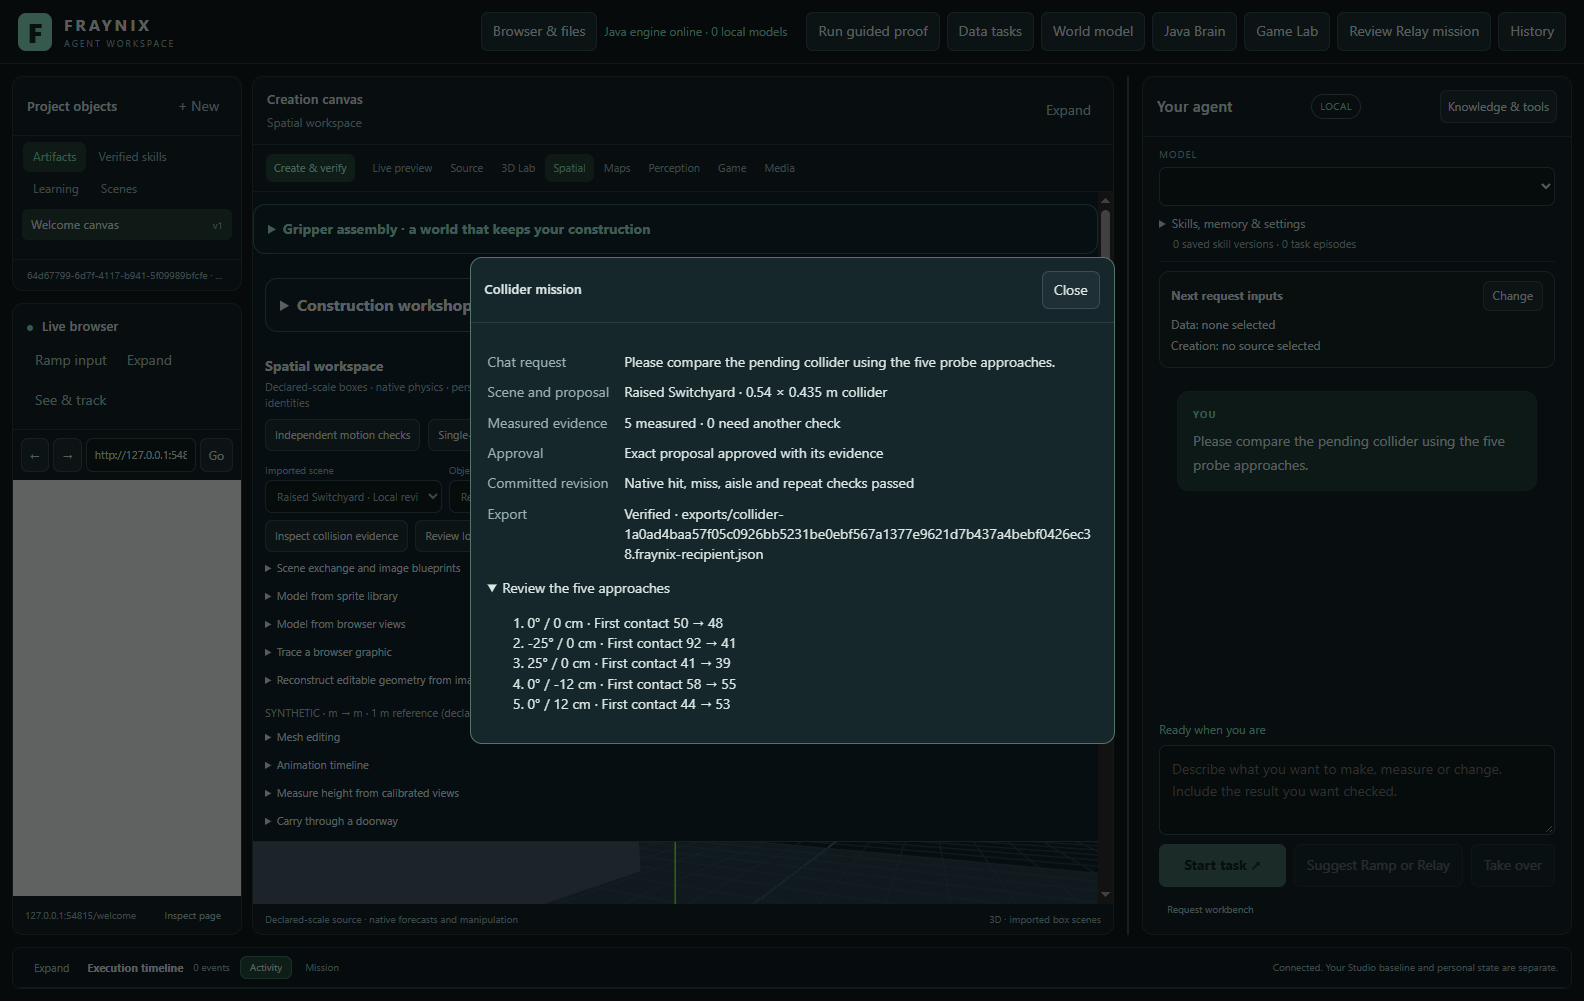 F
FRAYNIX
AGENT WORKSPACE
Browser & files
Java engine online · 0 local models
Run guided proof
Data tasks
World model
Java Brain
Game Lab
Review Relay mission
History
Project objects
+ New
Artifacts
Verified skills
Learning
Scenes
Welcome canvas
v1
64d67799-6d7f-4117-b941-5f09989bfcfe · ...
Live browser
Ramp input
Expand
See & track
←
→
http://127.0.0.1:548
Go
127.0.0.1:54815/welcome
Inspect page
Creation canvas
Spatial workspace
Expand
Create & verify
Live preview
Source
3D Lab
Spatial
Maps
Perception
Game
Media
Gripper assembly · a world that keeps your construction
Construction workshop
Spatial workspace
Declared-scale boxes · native physics · pers
identities
Independent motion checks
Single-
Imported scene
Obje
Raised Switchyard · Local revi
Re
Inspect collision evidence
Review lo
Scene exchange and image blueprints
Model from sprite library
Model from browser views
Trace a browser graphic
Reconstruct editable geometry from ima
SYNTHETIC · m → m · 1 m reference (decla
Mesh editing
Animation timeline
Measure height from calibrated views
Carry through a doorway
Declared-scale source · native forecasts and manipulation
3D · imported box scenes
Collider mission
Close
Chat request
Please compare the pending collider using the five probe approaches.
Scene and proposal
Raised Switchyard · 0.54 × 0.435 m collider
Measured evidence
5 measured · 0 need another check
Approval
Exact proposal approved with its evidence
Committed revision
Native hit, miss, aisle and repeat checks passed
Export
Verified · exports/collider-
1a0ad4baa57f05c0926bb5231be0ebf567a1377e9621d7b437a4bebf0426ec3
8.fraynix-recipient.json
Review the five approaches
1. 0° / 0 cm · First contact 50 → 48
2. -25° / 0 cm · First contact 92 → 41
3. 25° / 0 cm · First contact 41 → 39
4. 0° / -12 cm · First contact 58 → 55
5. 0° / 12 cm · First contact 44 → 53
Your agent
LOCAL
Knowledge & tools
MODEL
Skills, memory & settings
0 saved skill versions · 0 task episodes
Next request inputs
Change
Data: none selected
Creation: no source selected
YOU
Please compare the pending collider using the five
probe approaches.
Ready when you are
Describe what you want to make, measure or change.
Include the result you want checked.
Start task ↗
Suggest Ramp or Relay
Take over
Request workbench
Expand
Execution timeline
0 events
Activity
Mission
Connected. Your Studio baseline and personal state are separate.